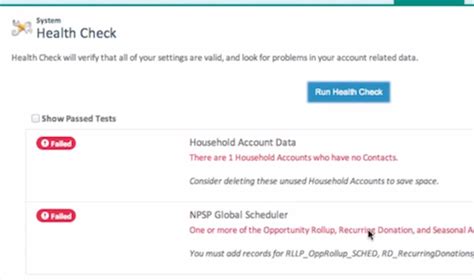 System
Health Check
Health Check will verify that all of your settings are valid, and look for problems in your account related data.
Run Health Check
Show Passed Tests
Failed
Household Account Data
There are 1 Household Accounts who have no Contacts.
Consider deleting these unused Household Accounts to save space.
Failed
NPSP Global Scheduler
One or more of the Opportunity Rollup, Recurring Donation, and Seasonal
You must add records for RLLP_OppRollup_SCHED, RD_RecurringDonations